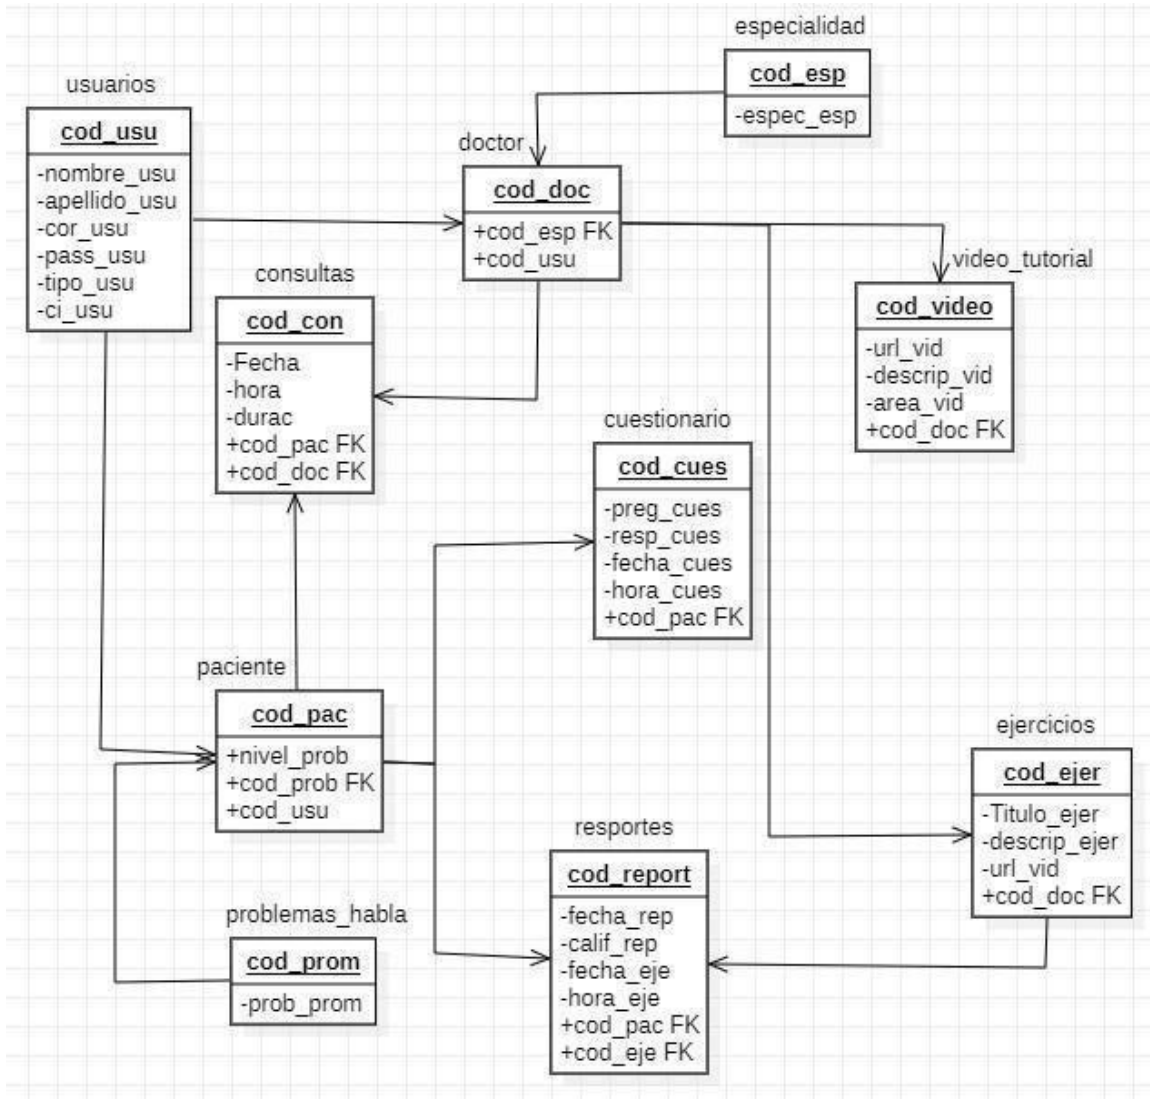 especialidad
cod_esp
-espec_esp
usuarios
cod_usu
-nombre_usu
-apellido_usu
-cor_usu
-pass_usu
-tipo_usu
-ci_usu
doctor
cod_doc
+cod_esp FK
+cod_usu
consultas
cod_con
-Fecha
-hora
-durac
+cod_pac FK
+cod_doc FK
video_tutorial
cod_video
-url_vid
-descrip_vid
-area_vid
+cod_doc FK
cuestionario
cod_cues
-preg_cues
-resp_cues
-fecha_cues
-hora_cues
+cod_pac FK
paciente
cod_pac
+nivel_prob
+cod_prob FK
+cod_usu
ejercicios
cod_ejer
-Titulo_ejer
-descrip_ejer
-url_vid
+cod_doc FK
resportes
cod_report
-fecha_rep
-calif_rep
-fecha_eje
-hora_eje
+cod_pac FK
+cod_eje FK
problemas_habla
cod_prom
-prob_prom